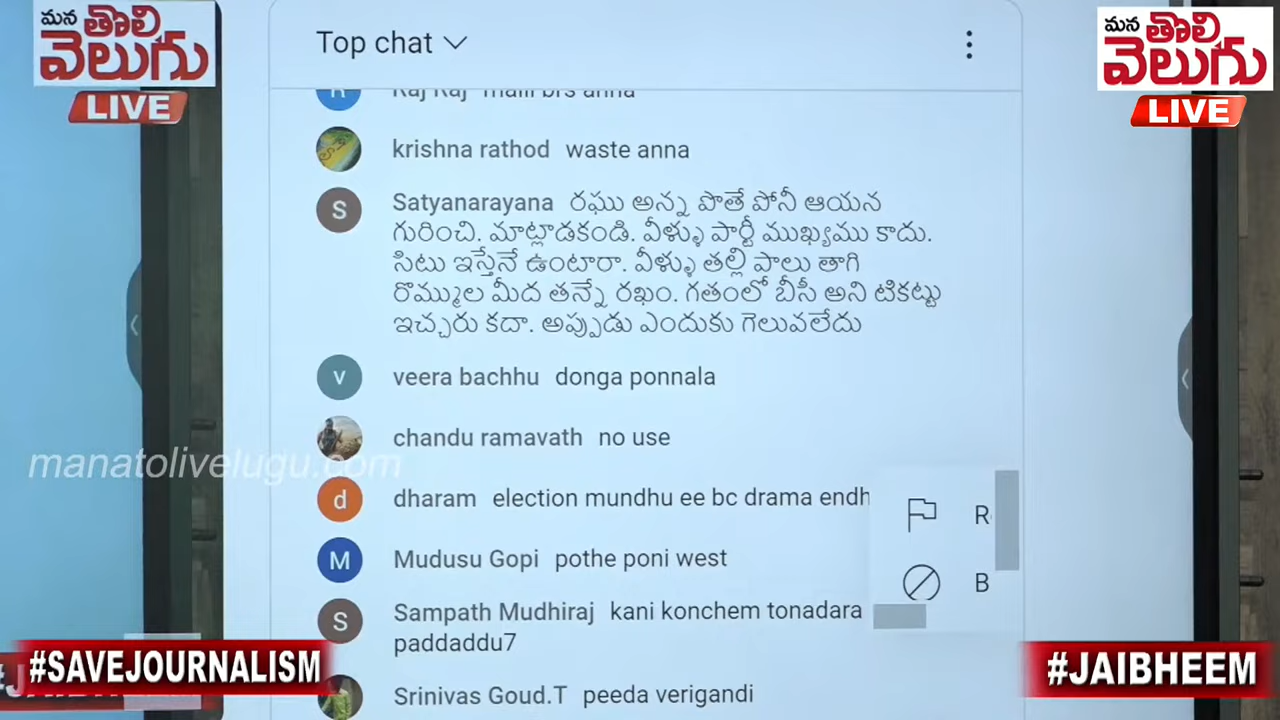 మన తొలి వెలుగు
LIVE
మన తొలి వెలుగు
LIVE
Top chat
krishna rathod waste anna
Satyanarayana రఘు అన్న పొతే పోనీ ఆయన
గురించి. మాట్లాడకండి. వీళ్ళు పార్టీ ముఖ్యము కాదు.
సిటు ఇస్తేనే ఉంటారా. వీళ్ళు తల్లి పాలు తాగి
రొమ్ముల మీద తన్నే రఖం. గతంలో బీసీ అని టికట్టు
ఇచ్చరు కదా. అప్పుడు ఎందుకు గెలువలేదు
veera bachhu donga ponnala
chandu ramavath no use
manatolivelugu.com
dharam election mundhu ee bc drama endh
Mudusu Gopi pothe poni west
Sampath Mudhiraj kani konchem tonadara
paddaddu7
Srinivas Goud.T peeda verigandi
#SAVEJOURNALISM
#JAIBHEEM